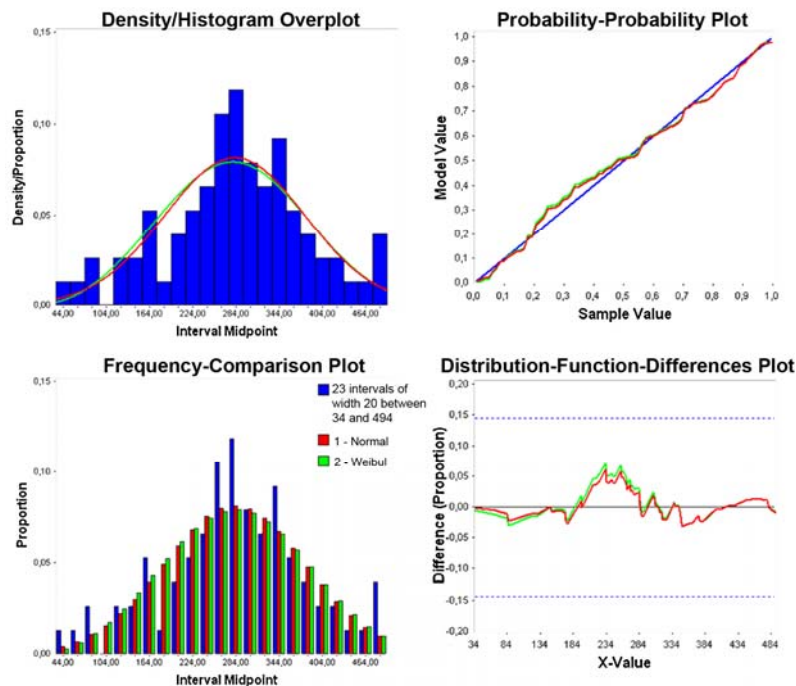 Density/Histogram Overplot
0,15
0,10
0,05
0,00
Density/Proportion
44,00 104,00 164,00 224,00 284,00 344,00 404,00 464,00
Interval Midpoint
Probability-Probability Plot
1,0
0,9
0,8
0,7
0,6
0,5
0,4
0,3
0,2
0,1
0,0
Model Value
0,0 0,1 0,2 0,3 0,4 0,5 0,6 0,7 0,8 0,9 1,0
Sample Value
Frequency-Comparison Plot
0,15
0,10
0,05
0,00
Proportion
23 intervals of
width 20 between
34 and 494
1 - Normal
2 - Weibul
44,00 104,00 164,00 224,00 284,00 344,00 404,00 464,00
Interval Midpoint
Distribution-Function-Differences Plot
0,20
0,15
0,10
0,05
0,00
-0,05
-0,10
-0,15
-0,20
Difference (Proportion)
34 84 134 184 234 284 334 384 434 484
X-Value